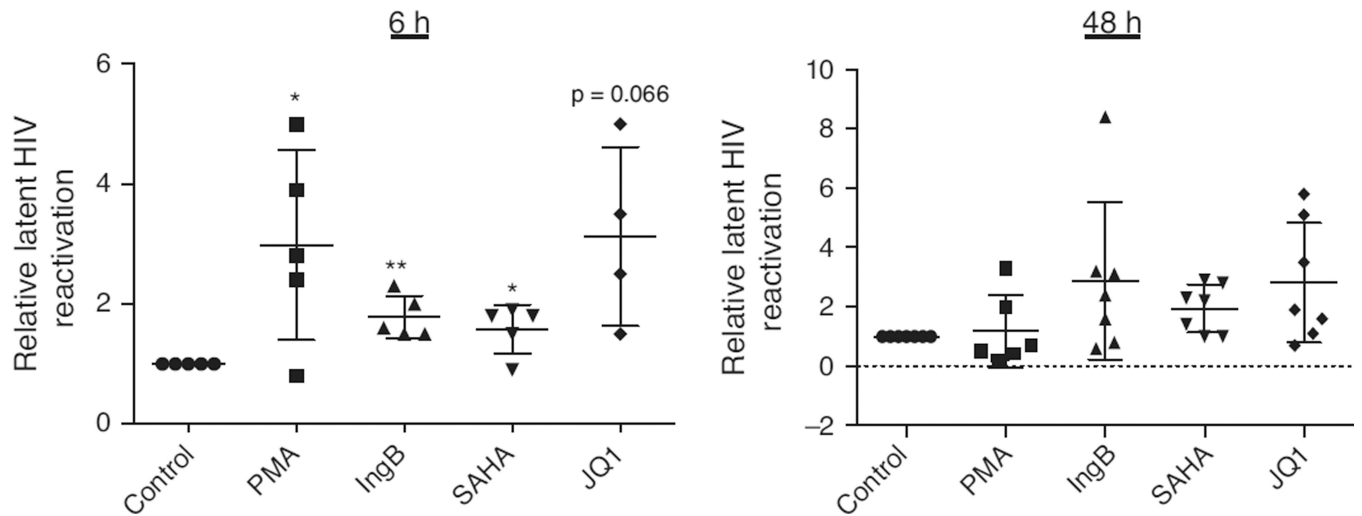 6 h
Relative latent HIV
reactivation
6
4
2
0
*
**
*
p = 0.066
Control
PMA
IngB
SAHA
JQ1
48 h
Relative latent HIV
reactivation
10
8
6
4
2
0
–2
Control
PMA
IngB
SAHA
JQ1